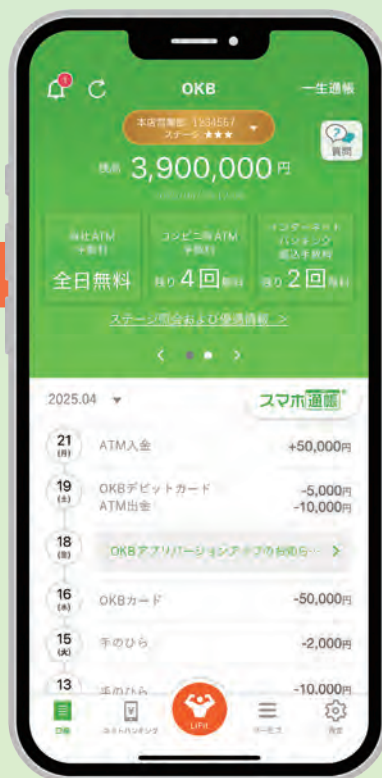 OKB
一生通帳
本店営業部 1234567
ステージ ★★★
質問
残高 3,900,000 円
当社ATM
手数料
全日無料
コンビニ等ATM
手数料
残り4回無料
インターネット
バンキング
振込手数料
残り2回無料
ステージ照会および優遇情報 >
2025.04
スマホ通帳
21
(月)
ATM入金
+50,000円
19
(土)
OKBデビットカード
-5,000円
ATM出金
-10,000円
18
(金)
OKBアプリバージョンアップのお知ら… >
16
(水)
OKBカード
-50,000円
15
(火)
手のひら
-2,000円
13
手のひら
-10,000円
LiFit
サービス